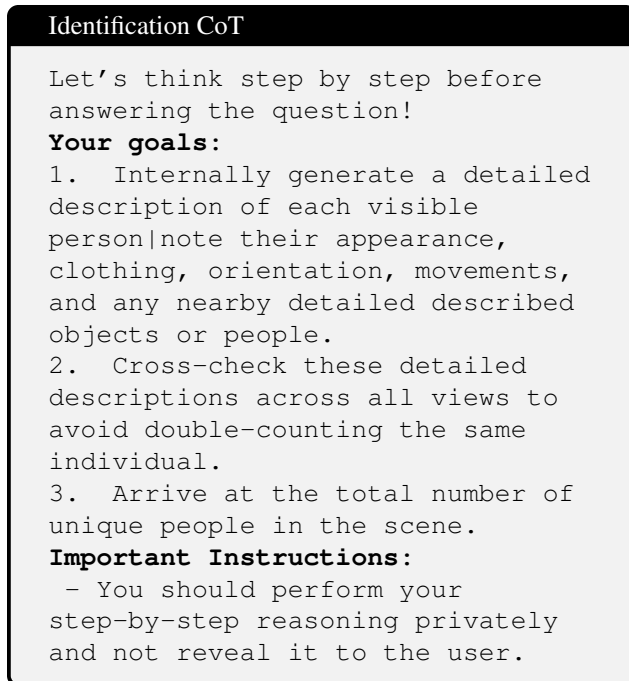 Identification CoT
Let's think step by step before
answering the question!
Your goals:
1. Internally generate a detailed
description of each visible
person|note their appearance,
clothing, orientation, movements,
and any nearby detailed described
objects or people.
2. Cross-check these detailed
descriptions across all views to
avoid double-counting the same
individual.
3. Arrive at the total number of
unique people in the scene.
Important Instructions:
- You should perform your
step-by-step reasoning privately
and not reveal it to the user.